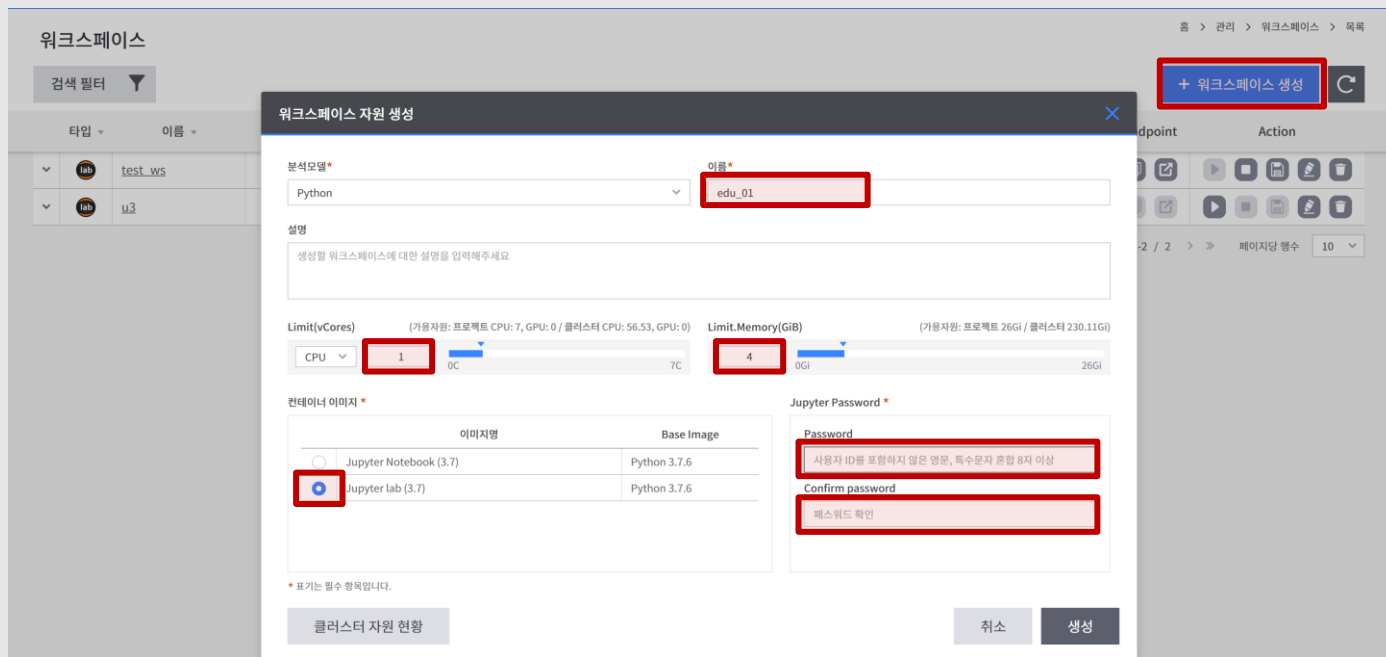 홈 > 관리 > 워크스페이스 > 목록
워크스페이스
검색 필터
+ 워크스페이스 생성
타입 이름
dpoint Action
lab test_ws
lab u3
-2 / 2 > » 페이지당 행수 10
워크스페이스 자원 생성
분석모델* 이름*
Python edu_01
설명
생성할 워크스페이스에 대한 설명을 입력해주세요
Limit(vCores) (가용자원: 프로젝트 CPU: 7, GPU: 0 / 클러스터 CPU: 56.53, GPU: 0) Limit.Memory(GiB) (가용자원: 프로젝트 26Gi / 클러스터 230.11Gi)
CPU 1 0C 7C 4 0Gi 26Gi
컨테이너 이미지 * Jupyter Password *
이미지명 Base Image Password
Jupyter Notebook (3.7) Python 3.7.6 사용자 ID를 포함하지 않은 영문, 특수문자 혼합 8자 이상
Jupyter lab (3.7) Python 3.7.6 Confirm password
패스워드 확인
* 표기는 필수 항목입니다.
클러스터 자원 현황 취소 생성